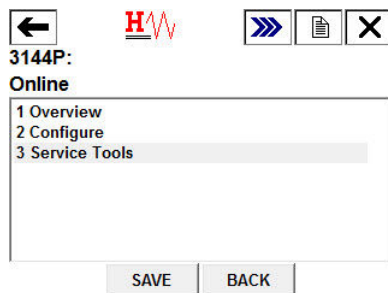 H
3144P:
Online
1 Overview
2 Configure
3 Service Tools
SAVE BACK